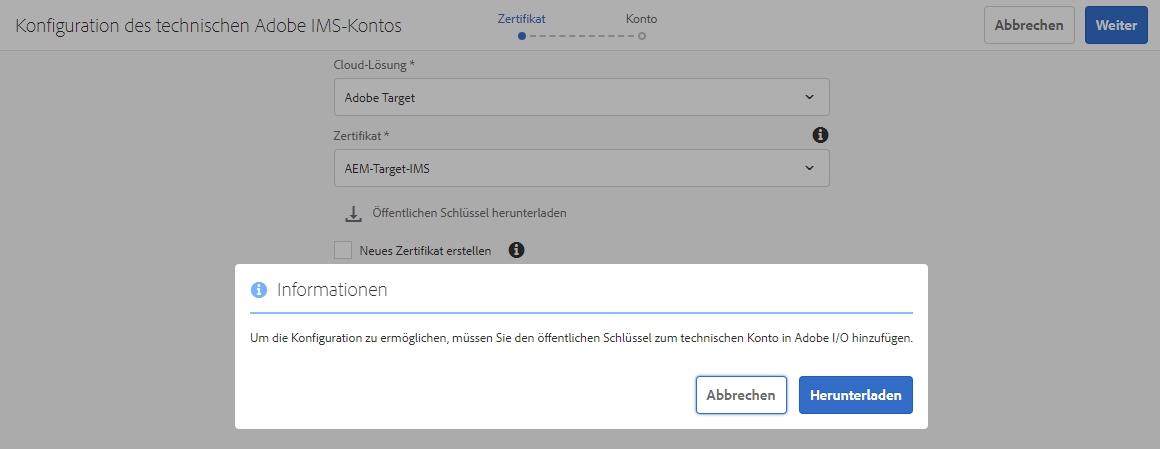 Konfiguration des technischen Adobe IMS-Kontos
Zertifikat
Konto
Abbrechen
Weiter
Cloud-Lösung *
Adobe Target
Zertifikat *
AEM-Target-IMS
Öffentlichen Schlüssel herunterladen
Neues Zertifikat erstellen
Informationen
Um die Konfiguration zu ermöglichen, müssen Sie den öffentlichen Schlüssel zum technischen Konto in Adobe I/O hinzufügen.
Abbrechen
Herunterladen